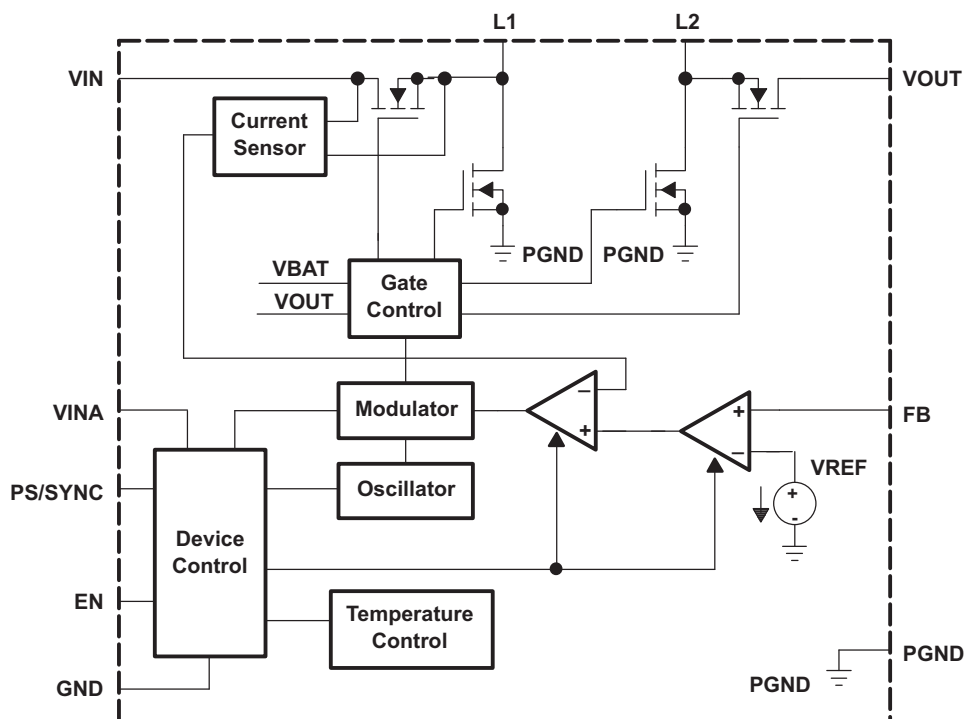 L1
L2
VIN
VOUT
Current
Sensor
PGND
PGND
VBAT
VOUT
Gate
Control
VINA
Modulator
−
+
+
−
FB
VREF
+
-
PS/SYNC
Oscillator
Device
Control
EN
Temperature
Control
GND
PGND
PGND